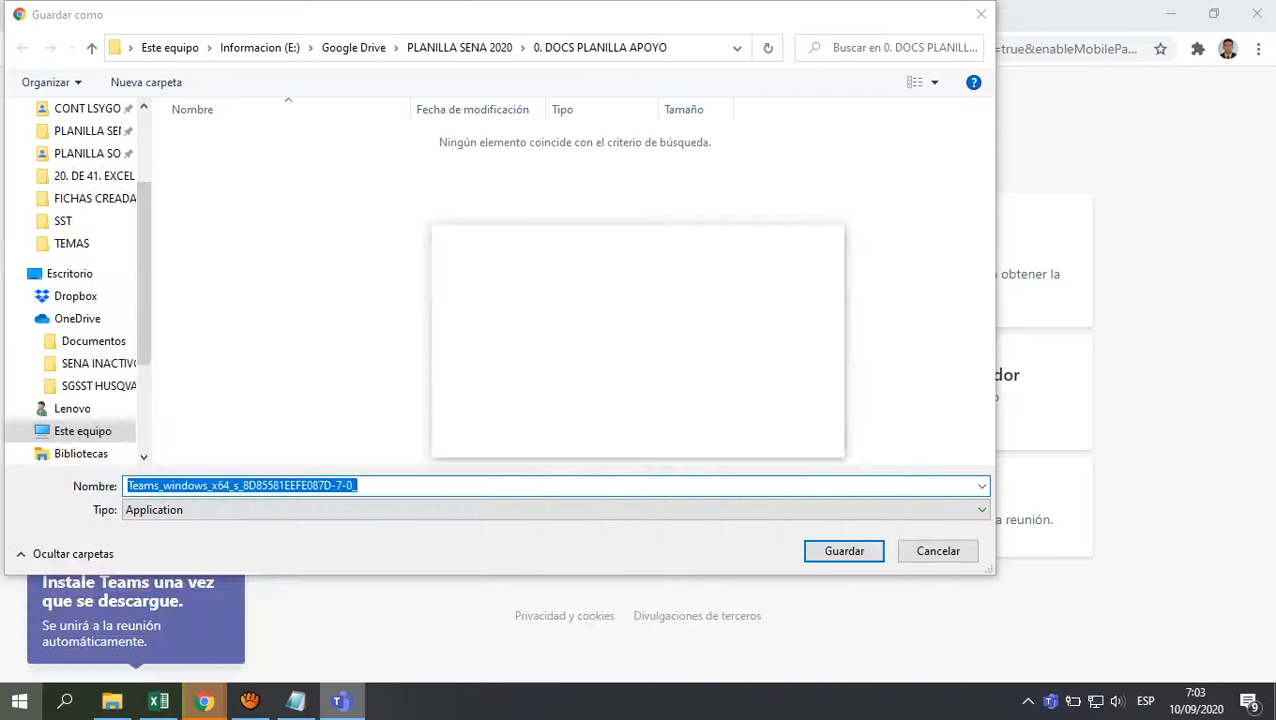 Guardar como
Este equipo > Informacion (E:) > Google Drive > PLANILLA SENA 2020 > 0. DOCS PLANILLA APOYO
Buscar en 0. DOCS PLANILL...
=true&enableMobilePa...
Organizar
Nueva carpeta
Nombre
Fecha de modificación
Tipo
Tamaño
Ningún elemento coincide con el criterio de búsqueda.
CONT LSYGO
PLANILLA SEN
PLANILLA SO
20. DE 41. EXCEL
FICHAS CREADA
SST
TEMAS
Escritorio
Dropbox
OneDrive
Documentos
SENA INACTIVO
SGSST HUSQVA
Lenovo
Este equipo
Bibliotecas
obtener la
dor
a reunión.
Nombre:
Teams_windows_x64_s_8D85581EEFE087D-7-0_
Tipo:
Application
Ocultar carpetas
Guardar
Cancelar
Instale Teams una vez
que se descargue.
Se unirá a la reunión
automáticamente.
Privacidad y cookies
Divulgaciones de terceros
ESP
7:03
10/09/2020
9